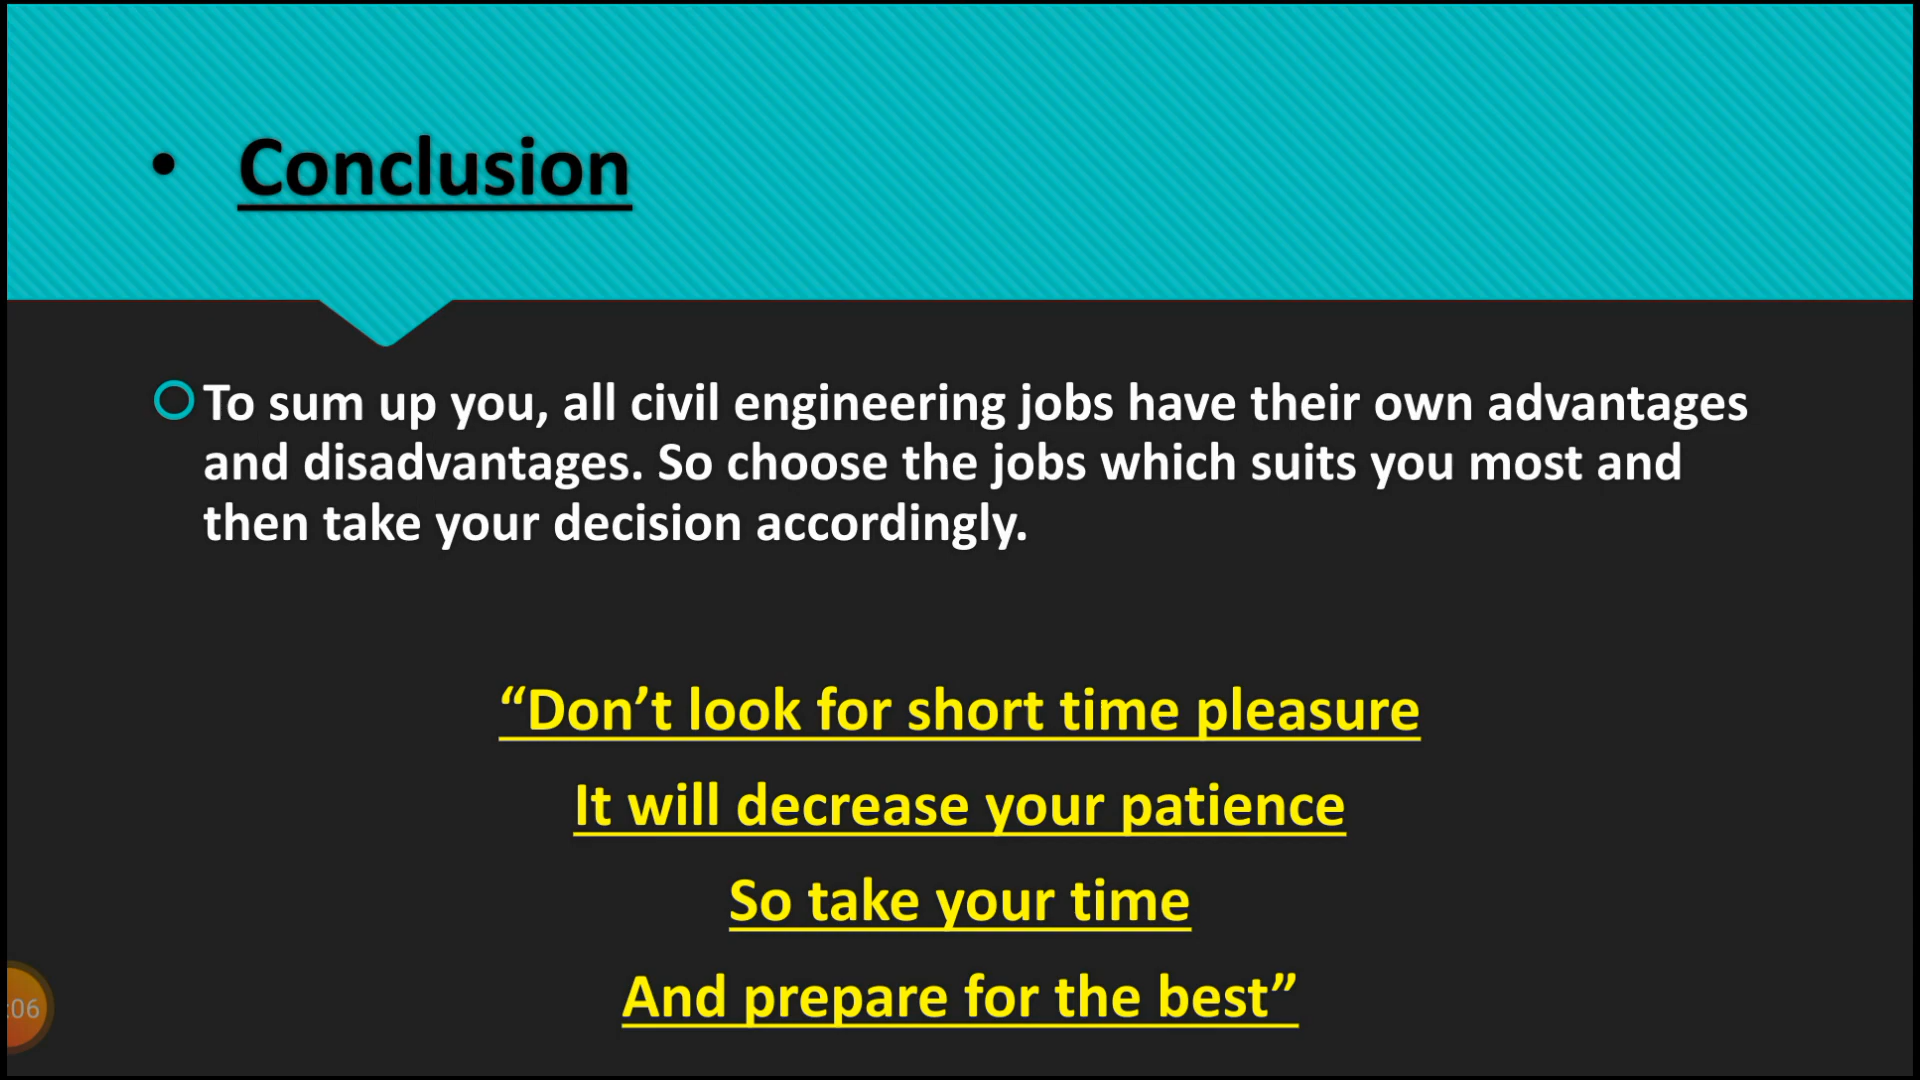 • Conclusion
To sum up you, all civil engineering jobs have their own advantages
and disadvantages. So choose the jobs which suits you most and
then take your decision accordingly.
“Don’t look for short time pleasure
It will decrease your patience
So take your time
And prepare for the best”
:06